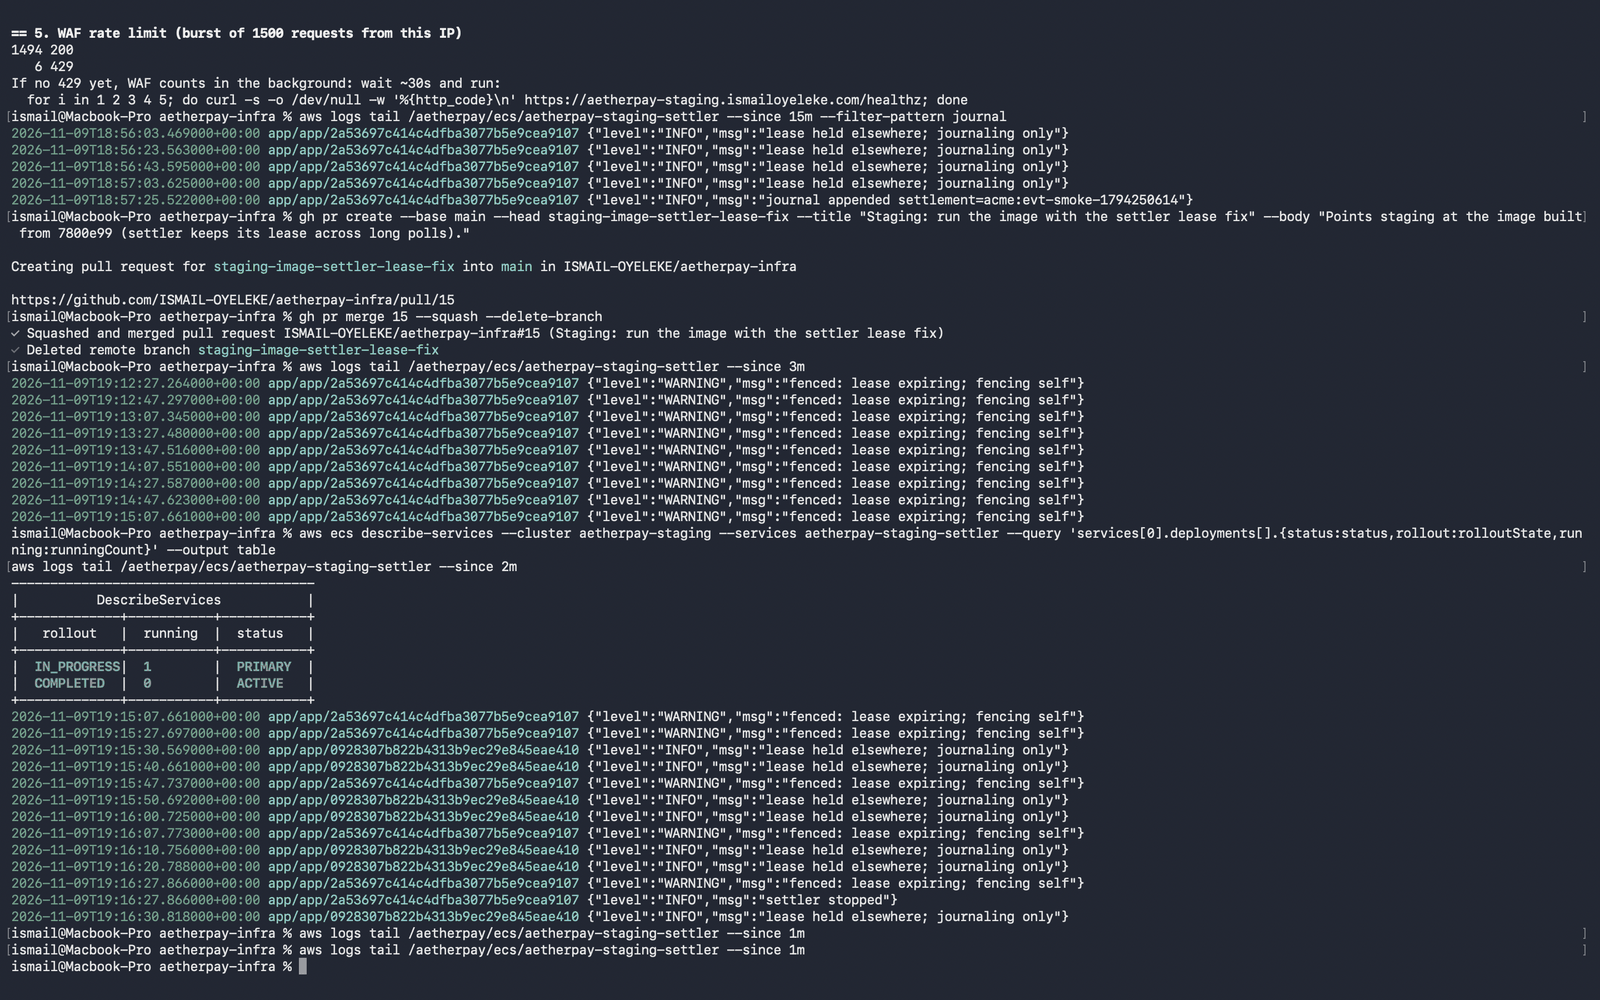 == 5. WAF rate limit (burst of 1500 requests from this IP)
1494 200
   6 429
If no 429 yet, WAF counts in the background: wait ~30s and run:
  for i in 1 2 3 4 5; do curl -s -o /dev/null -w '%{http_code}\n' https://aetherpay-staging.ismailoyeleke.com/healthz; done
[ismail@Macbook-Pro aetherpay-infra % aws logs tail /aetherpay/ecs/aetherpay-staging-settler --since 15m --filter-pattern journal ]
2026-11-09T18:56:03.469000+00:00 app/app/2a53697c414c4dfba3077b5e9cea9107 {"level":"INFO","msg":"lease held elsewhere; journaling only"}
2026-11-09T18:56:23.563000+00:00 app/app/2a53697c414c4dfba3077b5e9cea9107 {"level":"INFO","msg":"lease held elsewhere; journaling only"}
2026-11-09T18:56:43.595000+00:00 app/app/2a53697c414c4dfba3077b5e9cea9107 {"level":"INFO","msg":"lease held elsewhere; journaling only"}
2026-11-09T18:57:03.625000+00:00 app/app/2a53697c414c4dfba3077b5e9cea9107 {"level":"INFO","msg":"lease held elsewhere; journaling only"}
2026-11-09T18:57:25.522000+00:00 app/app/2a53697c414c4dfba3077b5e9cea9107 {"level":"INFO","msg":"journal appended settlement=acme:evt-smoke-1794250614"}
[ismail@Macbook-Pro aetherpay-infra % gh pr create --base main --head staging-image-settler-lease-fix --title "Staging: run the image with the settler lease fix" --body "Points staging at the image built]
 from 7800e99 (settler keeps its lease across long polls)."
Creating pull request for staging-image-settler-lease-fix into main in ISMAIL-OYELEKE/aetherpay-infra
https://github.com/ISMAIL-OYELEKE/aetherpay-infra/pull/15
[ismail@Macbook-Pro aetherpay-infra % gh pr merge 15 --squash --delete-branch ]
✓ Squashed and merged pull request ISMAIL-OYELEKE/aetherpay-infra#15 (Staging: run the image with the settler lease fix)
✓ Deleted remote branch staging-image-settler-lease-fix
[ismail@Macbook-Pro aetherpay-infra % aws logs tail /aetherpay/ecs/aetherpay-staging-settler --since 3m ]
2026-11-09T19:12:27.264000+00:00 app/app/2a53697c414c4dfba3077b5e9cea9107 {"level":"WARNING","msg":"fenced: lease expiring; fencing self"}
2026-11-09T19:12:47.297000+00:00 app/app/2a53697c414c4dfba3077b5e9cea9107 {"level":"WARNING","msg":"fenced: lease expiring; fencing self"}
2026-11-09T19:13:07.345000+00:00 app/app/2a53697c414c4dfba3077b5e9cea9107 {"level":"WARNING","msg":"fenced: lease expiring; fencing self"}
2026-11-09T19:13:27.480000+00:00 app/app/2a53697c414c4dfba3077b5e9cea9107 {"level":"WARNING","msg":"fenced: lease expiring; fencing self"}
2026-11-09T19:13:47.516000+00:00 app/app/2a53697c414c4dfba3077b5e9cea9107 {"level":"WARNING","msg":"fenced: lease expiring; fencing self"}
2026-11-09T19:14:07.551000+00:00 app/app/2a53697c414c4dfba3077b5e9cea9107 {"level":"WARNING","msg":"fenced: lease expiring; fencing self"}
2026-11-09T19:14:27.587000+00:00 app/app/2a53697c414c4dfba3077b5e9cea9107 {"level":"WARNING","msg":"fenced: lease expiring; fencing self"}
2026-11-09T19:14:47.623000+00:00 app/app/2a53697c414c4dfba3077b5e9cea9107 {"level":"WARNING","msg":"fenced: lease expiring; fencing self"}
2026-11-09T19:15:07.661000+00:00 app/app/2a53697c414c4dfba3077b5e9cea9107 {"level":"WARNING","msg":"fenced: lease expiring; fencing self"}
ismail@Macbook-Pro aetherpay-infra % aws ecs describe-services --cluster aetherpay-staging --services aetherpay-staging-settler --query 'services[0].deployments[].{status:status,rollout:rolloutState,run
ning:runningCount}' --output table
[aws logs tail /aetherpay/ecs/aetherpay-staging-settler --since 2m ]
--------------------------------------
|          DescribeServices          |
+-------------+-----------+----------+
|   rollout   |  running  |  status   |
+-------------+-----------+----------+
|  IN_PROGRESS|  1        |  PRIMARY  |
|  COMPLETED  |  0        |  ACTIVE   |
+-------------+-----------+----------+
2026-11-09T19:15:07.661000+00:00 app/app/2a53697c414c4dfba3077b5e9cea9107 {"level":"WARNING","msg":"fenced: lease expiring; fencing self"}
2026-11-09T19:15:27.697000+00:00 app/app/2a53697c414c4dfba3077b5e9cea9107 {"level":"WARNING","msg":"fenced: lease expiring; fencing self"}
2026-11-09T19:15:30.569000+00:00 app/app/0928307b822b4313b9ec29e845eae410 {"level":"INFO","msg":"lease held elsewhere; journaling only"}
2026-11-09T19:15:40.661000+00:00 app/app/0928307b822b4313b9ec29e845eae410 {"level":"INFO","msg":"lease held elsewhere; journaling only"}
2026-11-09T19:15:47.737000+00:00 app/app/2a53697c414c4dfba3077b5e9cea9107 {"level":"WARNING","msg":"fenced: lease expiring; fencing self"}
2026-11-09T19:15:50.692000+00:00 app/app/0928307b822b4313b9ec29e845eae410 {"level":"INFO","msg":"lease held elsewhere; journaling only"}
2026-11-09T19:16:00.725000+00:00 app/app/0928307b822b4313b9ec29e845eae410 {"level":"INFO","msg":"lease held elsewhere; journaling only"}
2026-11-09T19:16:07.773000+00:00 app/app/2a53697c414c4dfba3077b5e9cea9107 {"level":"WARNING","msg":"fenced: lease expiring; fencing self"}
2026-11-09T19:16:10.756000+00:00 app/app/0928307b822b4313b9ec29e845eae410 {"level":"INFO","msg":"lease held elsewhere; journaling only"}
2026-11-09T19:16:20.788000+00:00 app/app/0928307b822b4313b9ec29e845eae410 {"level":"INFO","msg":"lease held elsewhere; journaling only"}
2026-11-09T19:16:27.866000+00:00 app/app/2a53697c414c4dfba3077b5e9cea9107 {"level":"WARNING","msg":"fenced: lease expiring; fencing self"}
2026-11-09T19:16:27.866000+00:00 app/app/2a53697c414c4dfba3077b5e9cea9107 {"level":"INFO","msg":"settler stopped"}
2026-11-09T19:16:30.818000+00:00 app/app/0928307b822b4313b9ec29e845eae410 {"level":"INFO","msg":"lease held elsewhere; journaling only"}
[ismail@Macbook-Pro aetherpay-infra % aws logs tail /aetherpay/ecs/aetherpay-staging-settler --since 1m ]
[ismail@Macbook-Pro aetherpay-infra % aws logs tail /aetherpay/ecs/aetherpay-staging-settler --since 1m ]
ismail@Macbook-Pro aetherpay-infra %